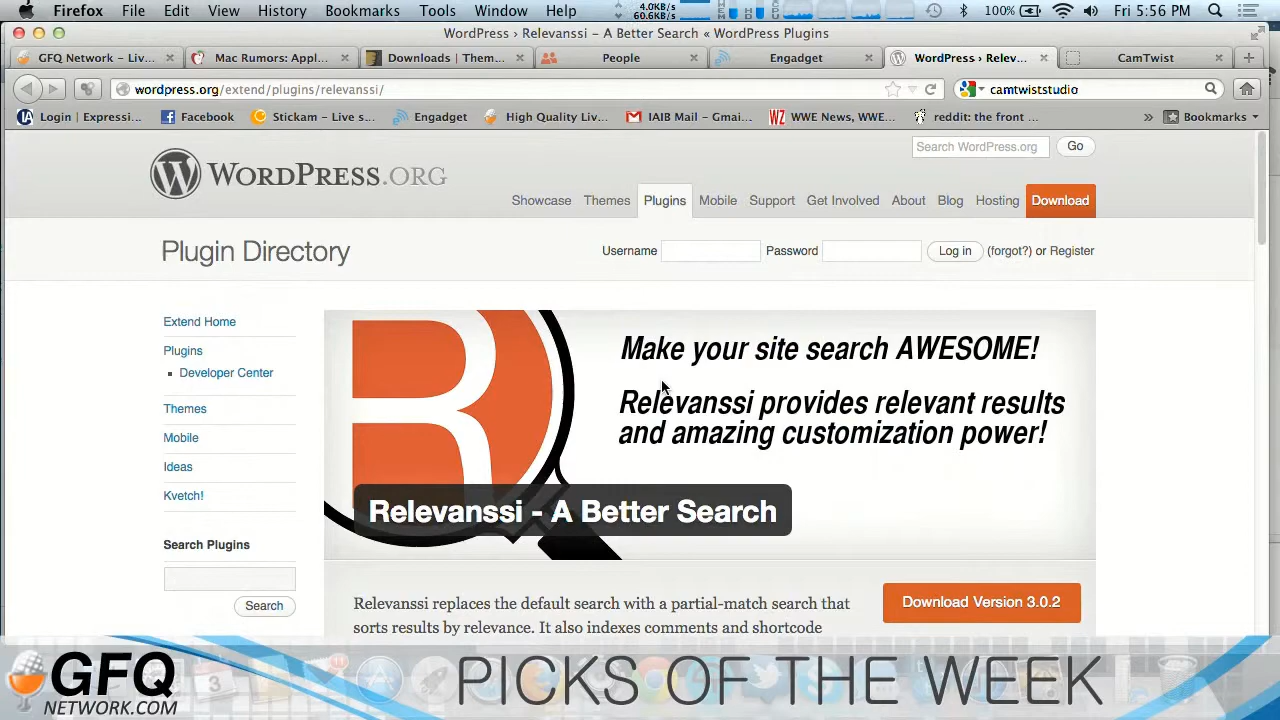 Firefox File Edit View History Bookmarks Tools Window Help 4.0KB/s 60.6KB/s 100% Fri 5:56 PM
WordPress › Relevanssi – A Better Search « WordPress Plugins
GFQ Network – Liv... Mac Rumors: Appl... Downloads | Them... People Engadget WordPress › Relev... CamTwist
wordpress.org/extend/plugins/relevanssi/ camtwiststudio
Login | Expressi... Facebook Stickam – Live s... Engadget High Quality Livi... IAIB Mail – Gmai... WWE News, WWE... reddit: the front ... » Bookmarks
Search WordPress.org Go
WORDPRESS.ORG
Showcase Themes Plugins Mobile Support Get Involved About Blog Hosting Download
Plugin Directory
Username Password Log in (forgot?) or Register
Extend Home
Plugins
Developer Center
Themes
Mobile
Ideas
Kvetch!
Search Plugins
Search
R
Make your site search AWESOME!
Relevanssi provides relevant results
and amazing customization power!
Relevanssi - A Better Search
Relevanssi replaces the default search with a partial-match search that
sorts results by relevance. It also indexes comments and shortcode
Download Version 3.0.2
GFQ
NETWORK.COM
PICKS OF THE WEEK